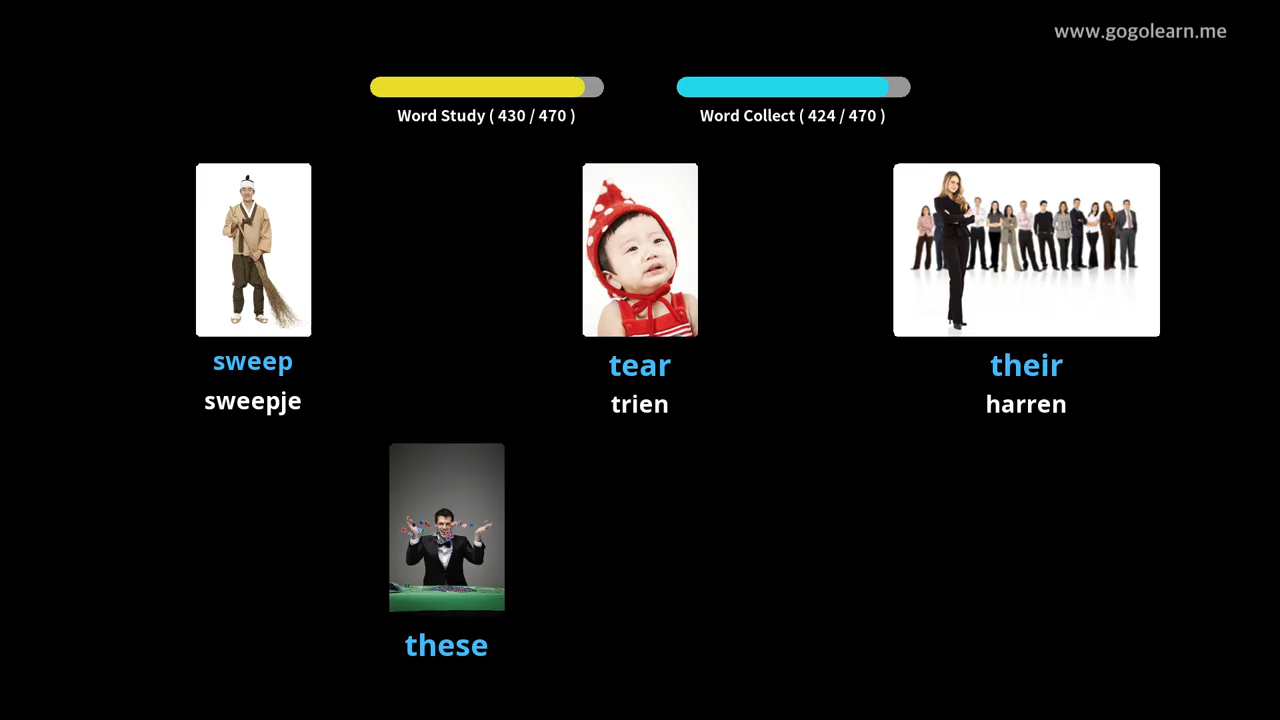 www.gogolearn.me
Word Study ( 430 / 470 )
Word Collect ( 424 / 470 )
sweep
sweepje
tear
trien
their
harren
these